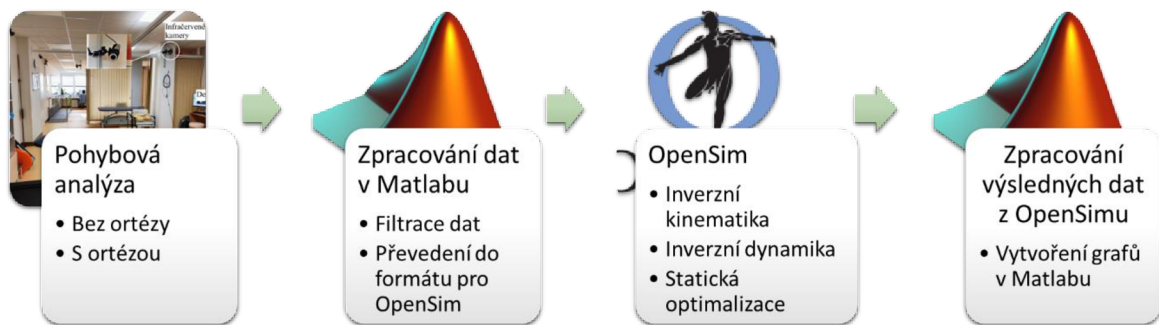 Infračervené
kamery
De
Pohybová
analýza
• Bez ortézy
• S ortézou
Zpracování dat
v Matlabu
• Filtrace dat
• Převedení do
formátu pro
OpenSim
OpenSim
• Inverzní
kinematika
• Inverzní dynamika
• Statická
optimalizace
Zpracování
výsledných dat
z OpenSimu
• Vytvoření grafů
v Matlabu